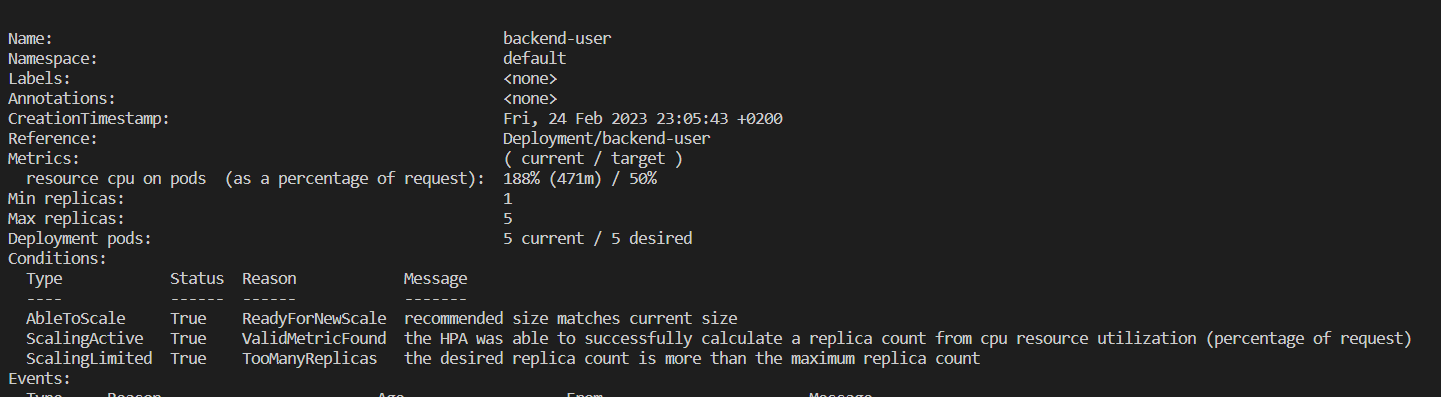 Name: backend-user
Namespace: default
Labels: <none>
Annotations: <none>
CreationTimestamp: Fri, 24 Feb 2023 23:05:43 +0200
Reference: Deployment/backend-user
Metrics: ( current / target )
resource cpu on pods (as a percentage of request): 188% (471m) / 50%
Min replicas: 1
Max replicas: 5
Deployment pods: 5 current / 5 desired
Conditions:
Type Status Reason Message
---- ------ ------ -------
AbleToScale True ReadyForNewScale recommended size matches current size
ScalingActive True ValidMetricFound the HPA was able to successfully calculate a replica count from cpu resource utilization (percentage of request)
ScalingLimited True TooManyReplicas the desired replica count is more than the maximum replica count
Events:
Type Reason Age From Message